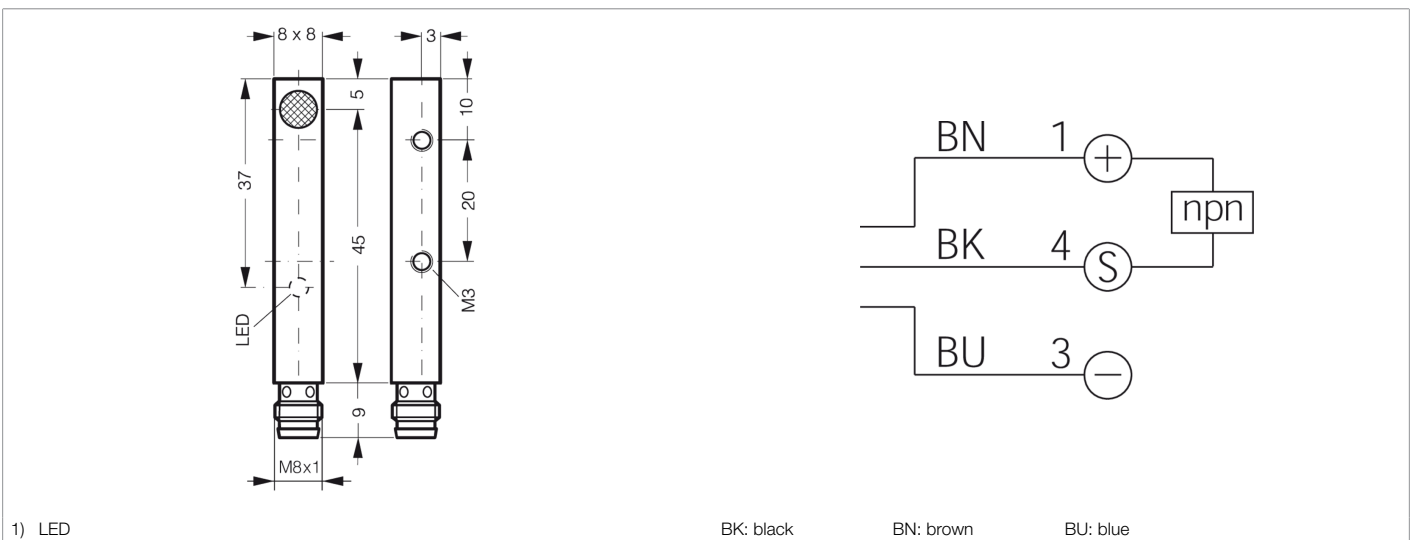 8 x 8
3
5
10
37
20
45
LED
M3
9
M8x1
BN 1 +
npn
BK 4 S
BU 3 −
1) LED
BK: black BN: brown BU: blue